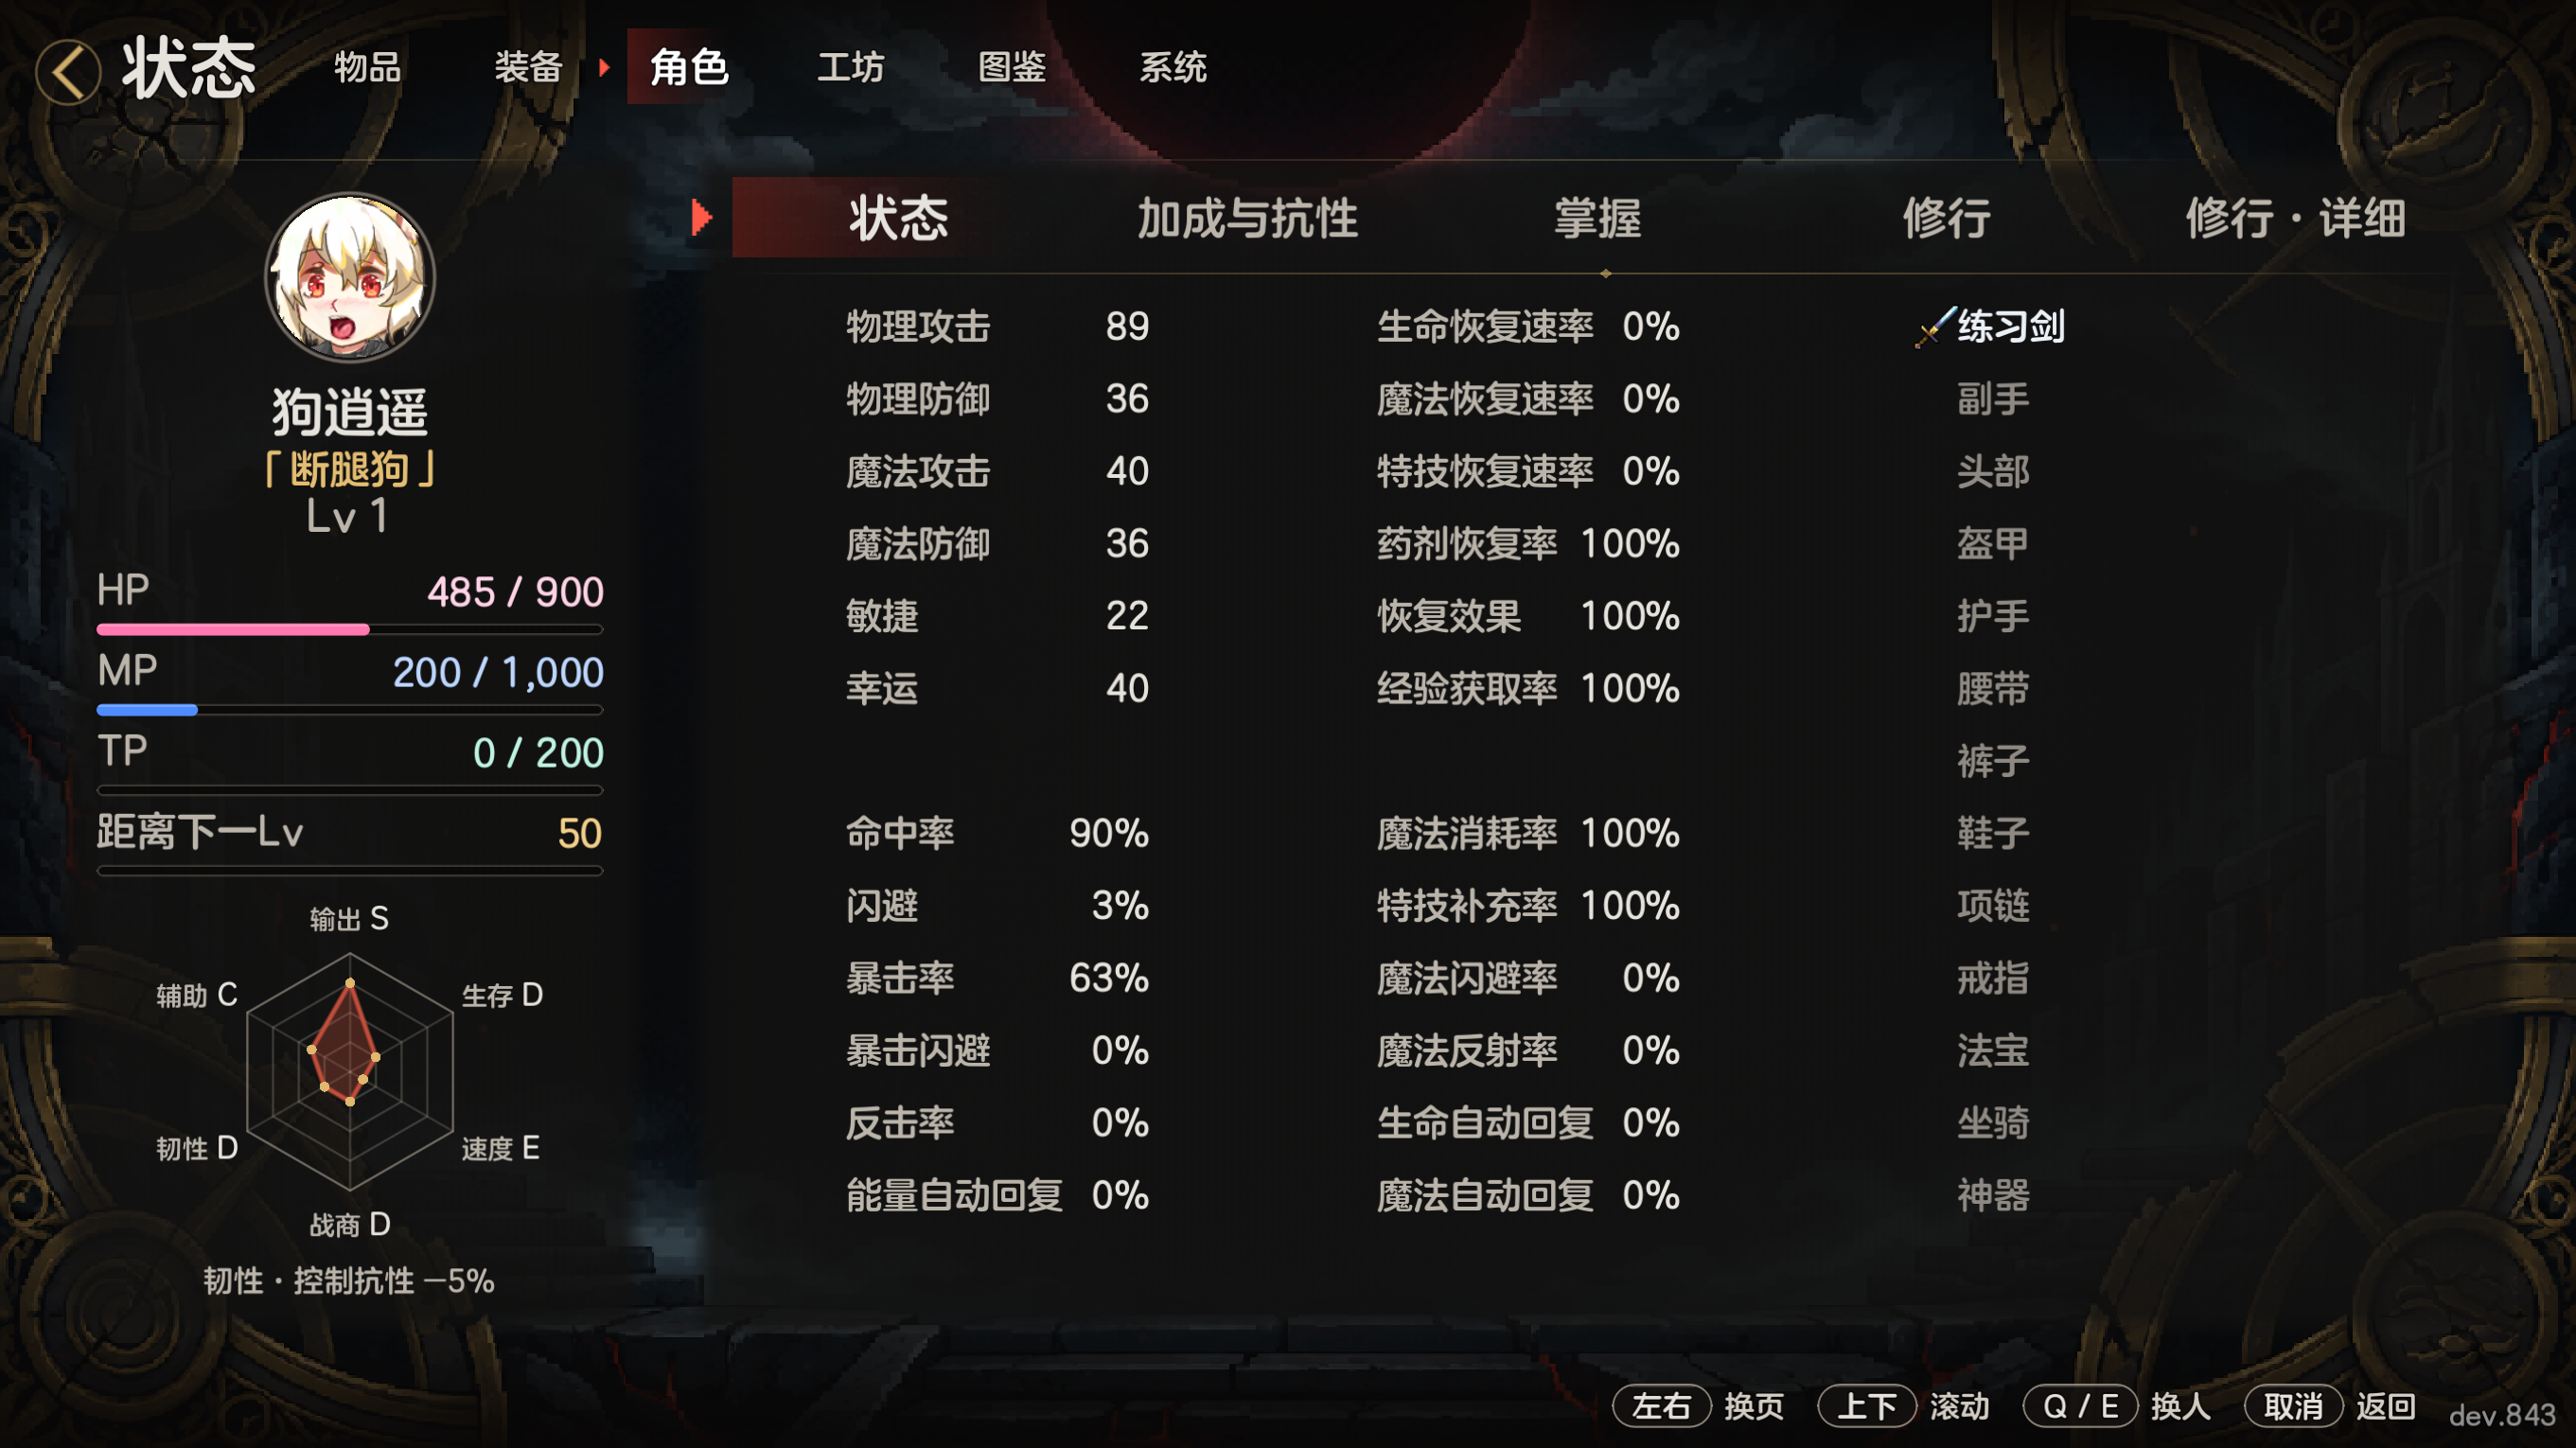 状态 物品 装备 角色 工坊 图鉴 系统
狗逍遥
「断腿狗」
Lv 1
HP 485 / 900
MP 200 / 1,000
TP 0 / 200
距离下一Lv 50
输出 S
辅助 C 生存 D
韧性 D 速度 E
战商 D
韧性·控制抗性 −5%
状态 加成与抗性 掌握 修行 修行·详细
物理攻击 89 生命恢复速率 0% 练习剑
物理防御 36 魔法恢复速率 0% 副手
魔法攻击 40 特技恢复速率 0% 头部
魔法防御 36 药剂恢复率 100% 盔甲
敏捷 22 恢复效果 100% 护手
幸运 40 经验获取率 100% 腰带
裤子
命中率 90% 魔法消耗率 100% 鞋子
闪避 3% 特技补充率 100% 项链
暴击率 63% 魔法闪避率 0% 戒指
暴击闪避 0% 魔法反射率 0% 法宝
反击率 0% 生命自动回复 0% 坐骑
能量自动回复 0% 魔法自动回复 0% 神器
左右 换页 上下 滚动 Q / E 换人 取消 返回 dev.843